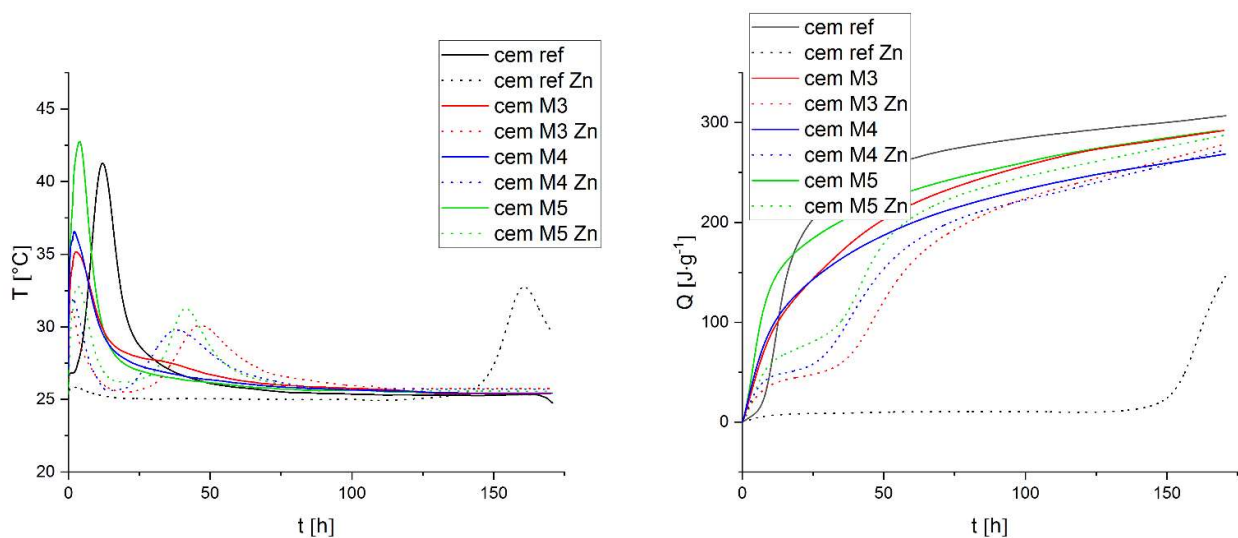 cem ref
cem ref Zn
cem M3
cem M3 Zn
cem M4
cem M4 Zn
cem M5
cem M5 Zn
45
40
35
30
25
20
T [°C]
0
50
100
150
t [h]
cem ref
cem ref Zn
cem M3
cem M3 Zn
cem M4
cem M4 Zn
cem M5
cem M5 Zn
300
200
100
0
Q [J·g⁻¹]
0
50
100
150
t [h]